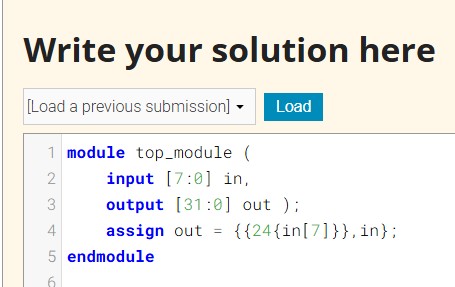 Write your solution here
[Load a previous submission] Load
1 module top_module (
2 input [7:0] in,
3 output [31:0] out );
4 assign out = {{24{in[7]}},in};
5 endmodule
6